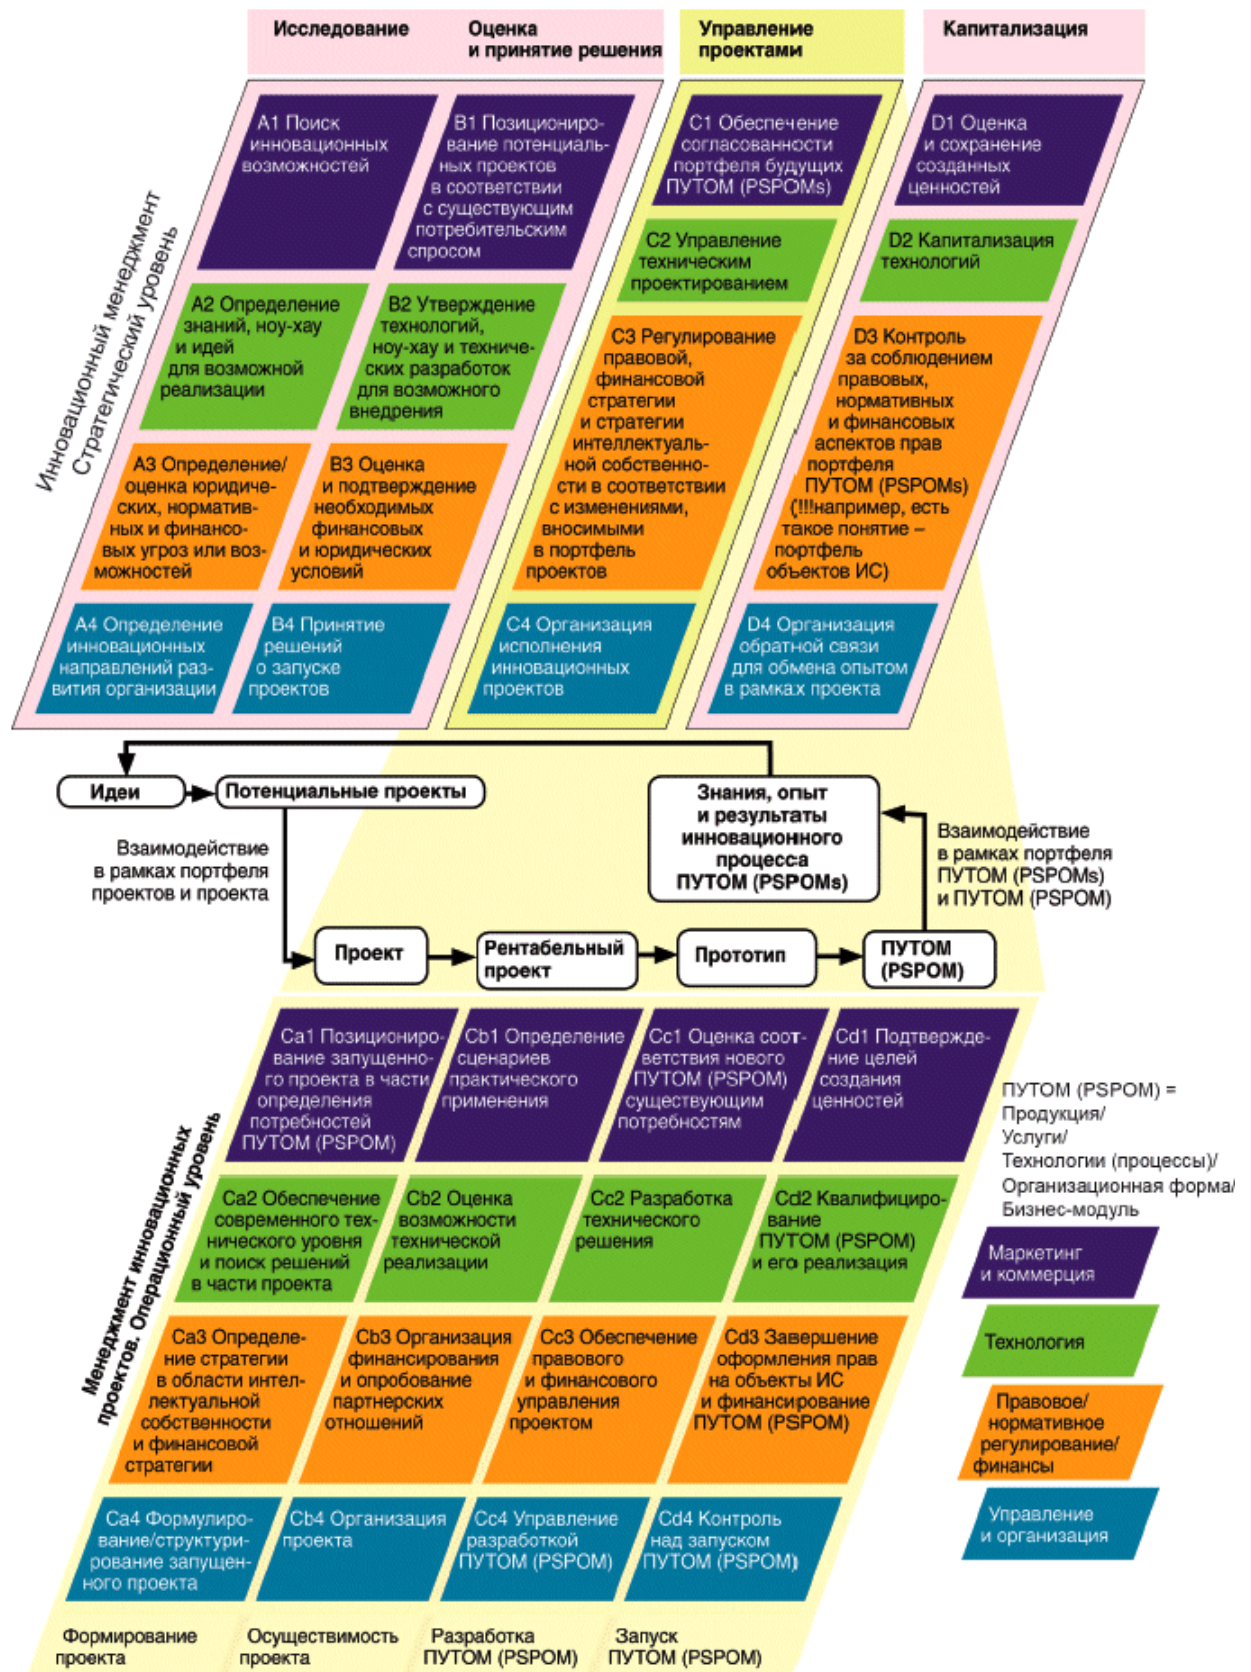 Исследование
Оценка
и принятие решения
Управление
проектами
Капитализация
Инновационный менеджмент
Стратегический уровень
A1 Поиск
инновационных
возможностей
B1 Позициониро-
вание потенциаль-
ных проектов
в соответствии
с существующим
потребительским
спросом
C1 Обеспечение
согласованности
портфеля будущих
ПУТОМ (PSPOMs)
D1 Оценка
и сохранение
созданных
ценностей
A2 Определение
знаний, ноу-хау
и идей
для возможной
реализации
B2 Утверждение
технологий,
ноу-хау и техниче-
ских разработок
для возможного
внедрения
C2 Управление
техническим
проектированием
D2 Капитализация
технологий
A3 Определение/
оценка юридиче-
ских, норматив-
ных и финансо-
вых угроз или воз-
можностей
B3 Оценка
и подтверждение
необходимых
финансовых
и юридических
условий
C3 Регулирование
правовой,
финансовой
стратегии
и стратегии
интеллектуаль-
ной собственно-
сти в соответствии
с изменениями,
вносимыми
в портфель
проектов
D3 Контроль
за соблюдением
правовых,
нормативных
и финансовых
аспектов прав
портфеля
ПУТОМ (PSPOMs)
(!!!например, есть
такое понятие –
портфель
объектов ИС)
A4 Определение
инновационных
направлений раз-
вития организации
B4 Принятие
решений
о запуске
проектов
C4 Организация
исполнения
инновационных
проектов
D4 Организация
обратной связи
для обмена опытом
в рамках проекта
Идеи
Потенциальные проекты
Знания, опыт
и результаты
инновационного
процесса
ПУТОМ (PSPOMs)
Взаимодействие
в рамках портфеля
проектов и проекта
Взаимодействие
в рамках портфеля
ПУТОМ (PSPOMs)
и ПУТОМ (PSPOM)
Проект
Рентабельный
проект
Прототип
ПУТОМ
(PSPOM)
Менеджмент инновационных
проектов. Операционный уровень
Ca1 Позициониро-
вание запущенно-
го проекта в части
определения
потребностей
ПУТОМ (PSPOM)
Cb1 Определение
сценариев
практического
применения
Cc1 Оценка соот-
ветствия нового
ПУТОМ (PSPOM)
существующим
потребностям
Cd1 Подтвержде-
ние целей
создания
ценностей
Ca2 Обеспечение
современного тех-
нического уровня
и поиск решений
в части проекта
Cb2 Оценка
возможности
технической
реализации
Cc2 Разработка
технического
решения
Cd2 Квалифициро-
вание
ПУТОМ (PSPOM)
и его реализация
Ca3 Определе-
ние стратегии
в области интел-
лектуальной
собственности
и финансовой
стратегии
Cb3 Организация
финансирования
и опробование
партнерских
отношений
Cc3 Обеспечение
правового
и финансового
управления
проектом
Cd3 Завершение
оформления прав
на объекты ИС
и финансирование
ПУТОМ (PSPOM)
Ca4 Формулиро-
вание/структури-
рование запущен-
ного проекта
Cb4 Организация
проекта
Cc4 Управление
разработкой
ПУТОМ (PSPOM)
Cd4 Контроль
над запуском
ПУТОМ (PSPOM)
Формирование
проекта
Осуществимость
проекта
Разработка
ПУТОМ (PSPOM)
Запуск
ПУТОМ (PSPOM)
ПУТОМ (PSPOM) =
Продукция/
Услуги/
Технологии (процессы)/
Организационная форма/
Бизнес-модуль
Маркетинг
и коммерция
Технология
Правовое/
нормативное
регулирование/
финансы
Управление
и организация